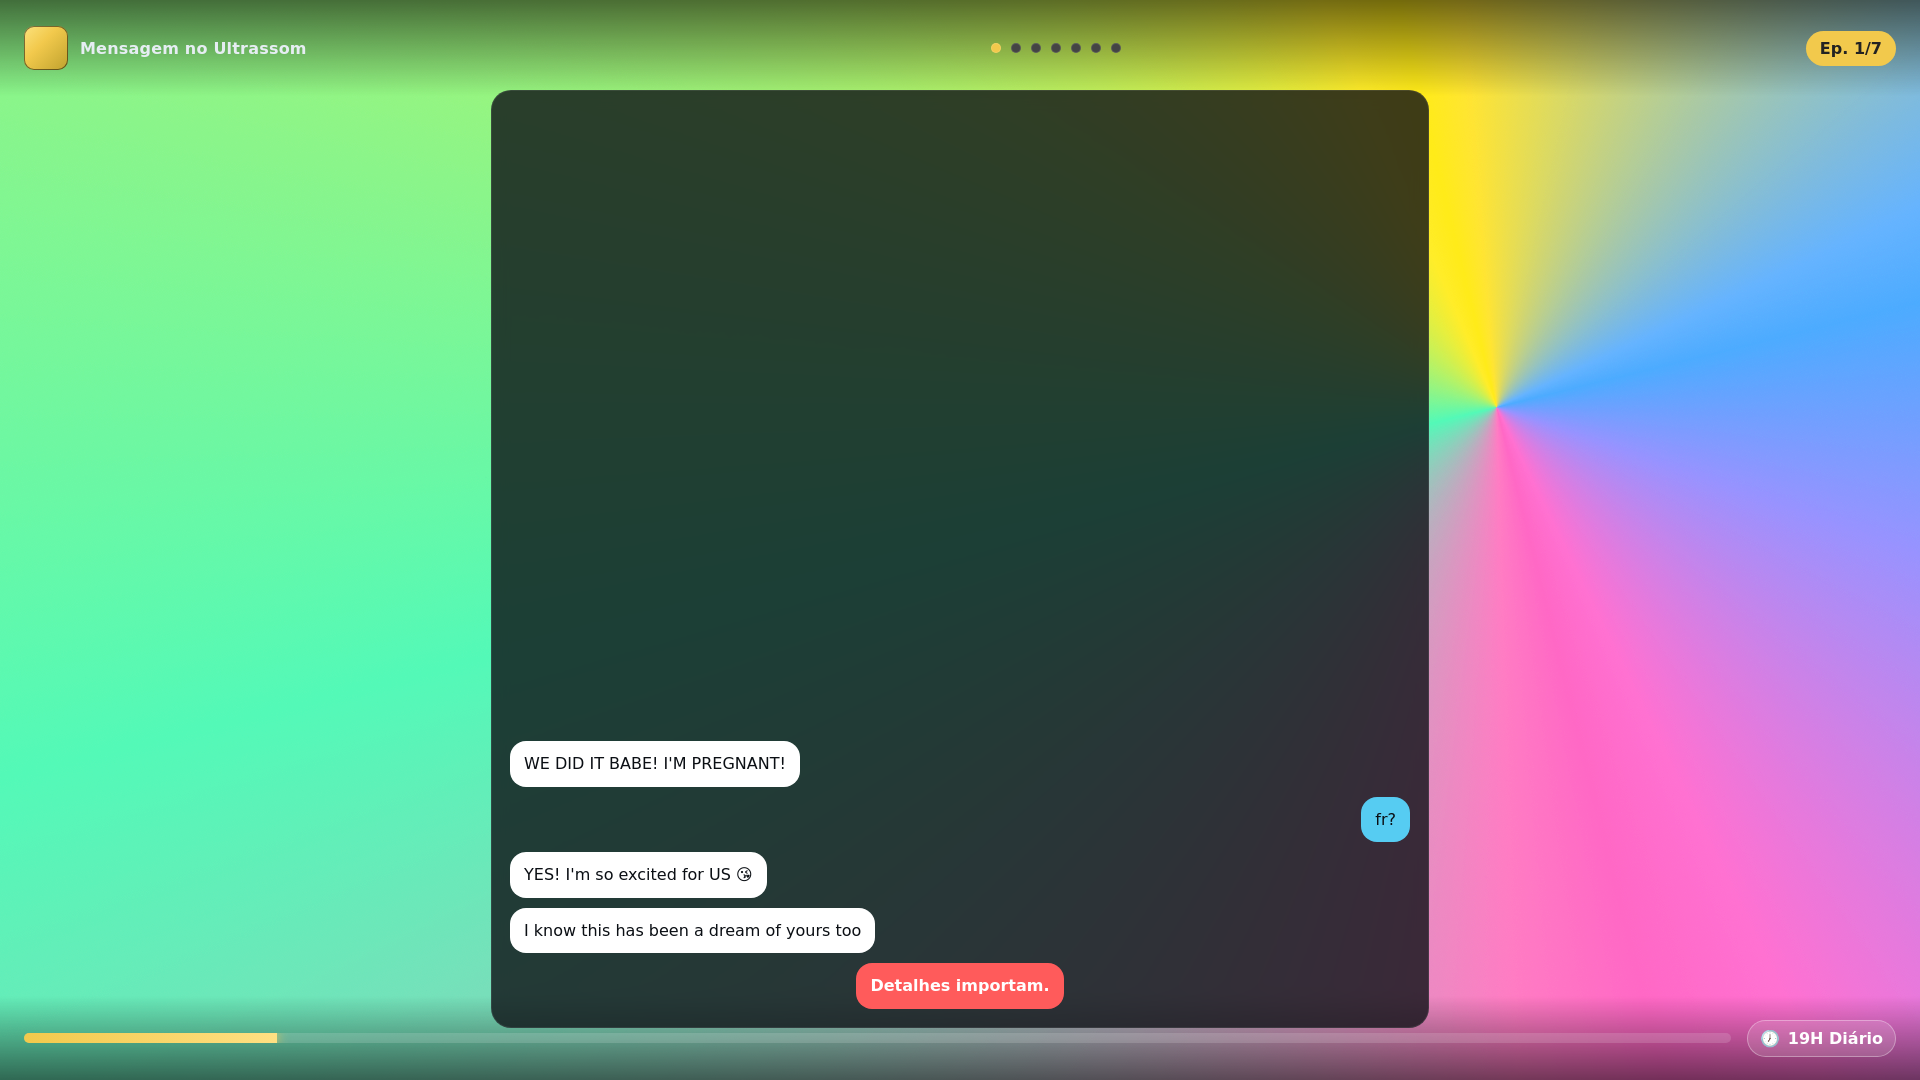 Mensagem no Ultrassom
Ep. 1/7
WE DID IT BABE! I'M PREGNANT!
fr?
YES! I'm so excited for US 😘
I know this has been a dream of yours too
Detalhes importam.
🕖 19H Diário